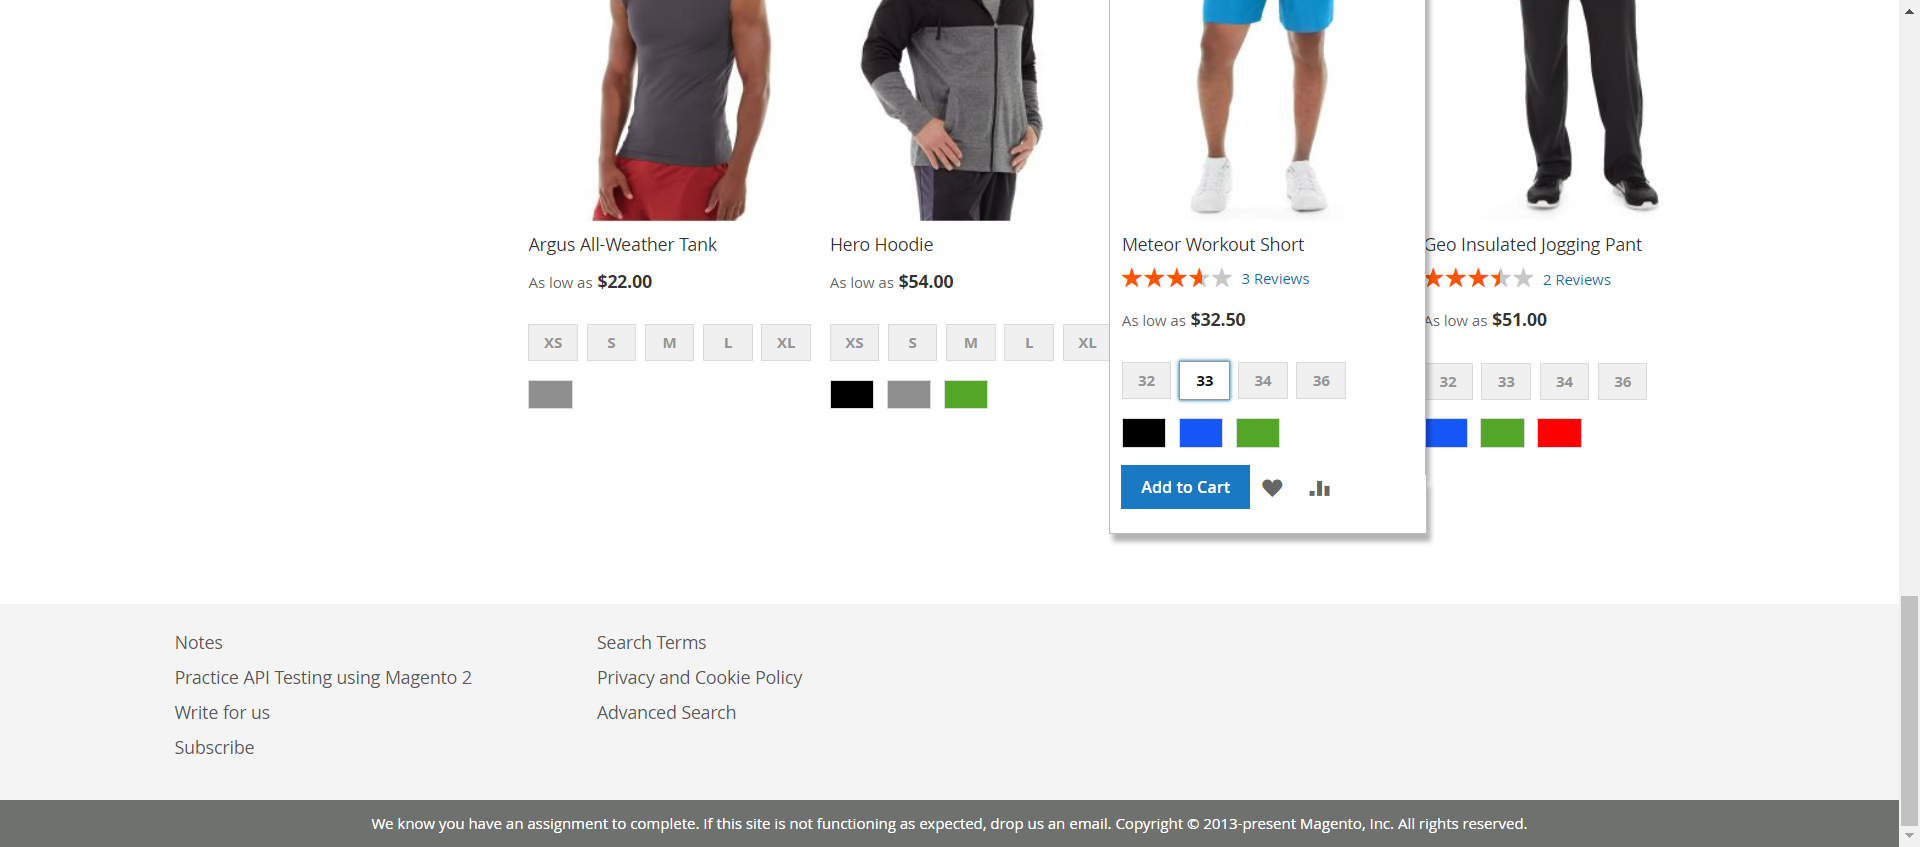 Argus All-Weather Tank
As low as $22.00
XS S M L XL
Hero Hoodie
As low as $54.00
XS S M L XL
Meteor Workout Short
3 Reviews
As low as $32.50
32 33 34 36
Add to Cart
Geo Insulated Jogging Pant
2 Reviews
As low as $51.00
32 33 34 36
Notes
Practice API Testing using Magento 2
Write for us
Subscribe
Search Terms
Privacy and Cookie Policy
Advanced Search
We know you have an assignment to complete. If this site is not functioning as expected, drop us an email. Copyright © 2013-present Magento, Inc. All rights reserved.